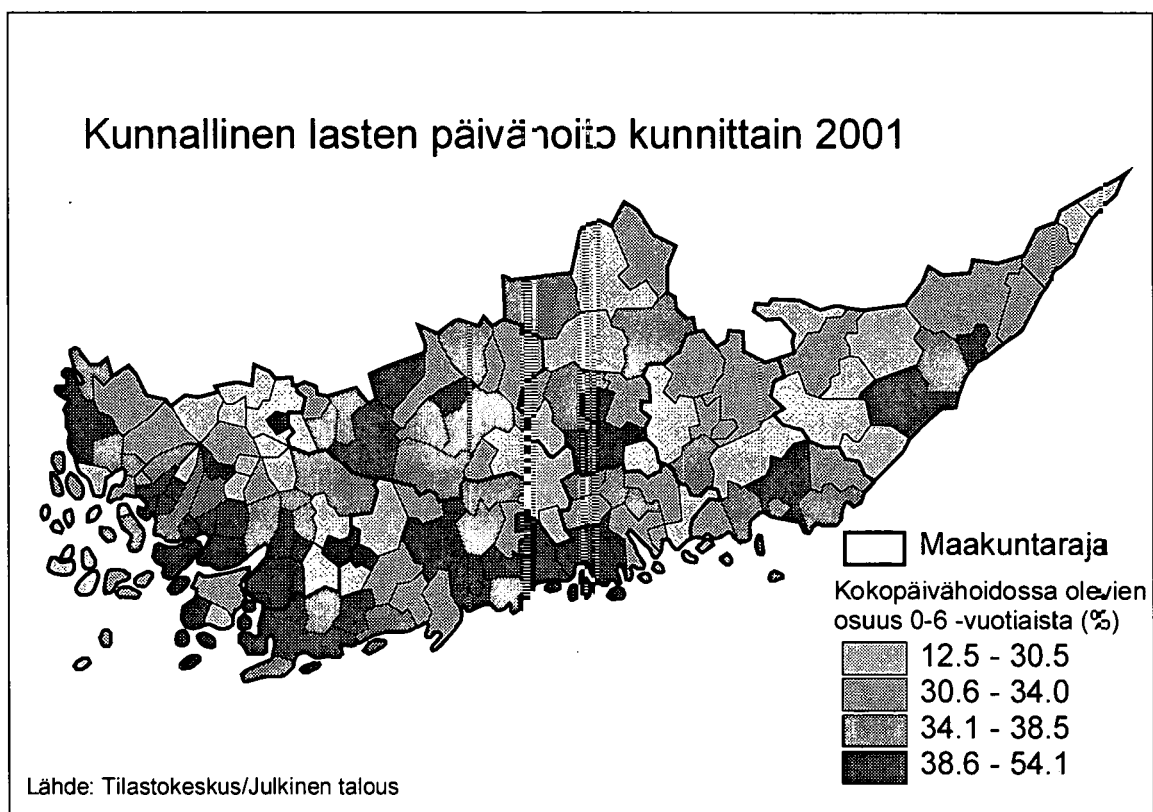 Kunnallinen lasten päivähoito kunnittain 2001
Maakuntaraja
Kokopäivähoidossa olevien
osuus 0-6 -vuotiaista (%)
12.5 - 30.5
30.6 - 34.0
34.1 - 38.5
38.6 - 54.1
Lähde: Tilastokeskus/Julkinen talous